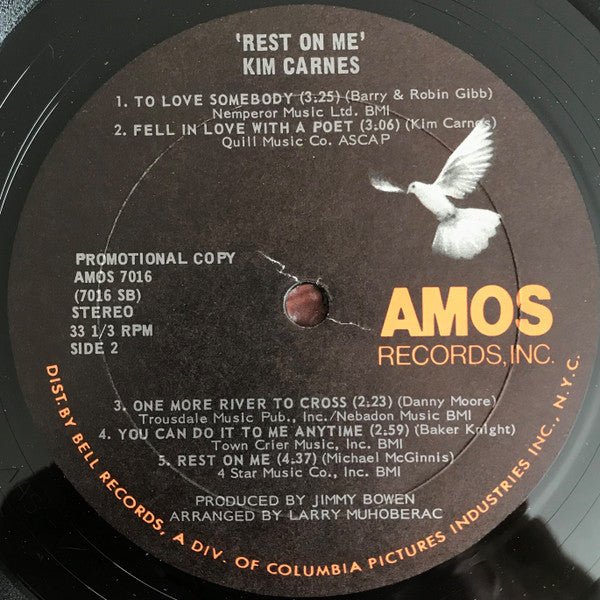 'REST ON ME'
KIM CARNES
1. TO LOVE SOMEBODY (3:25) (Barry & Robin Gibb)
Nemperor Music Ltd. BMI
2. FELL IN LOVE WITH A POET (3:06) (Kim Carnes)
Quill Music Co. ASCAP
PROMOTIONAL COPY
AMOS 7016
(7016 SB)
STEREO
33 1/3 RPM
SIDE 2
AMOS
RECORDS, INC.
3. ONE MORE RIVER TO CROSS (2:23) (Danny Moore)
Trousdale Music Pub., Inc./Nebadon Music BMI
4. YOU CAN DO IT TO ME ANYTIME (2:59) (Baker Knight)
Town Crier Music, Inc. BMI
5. REST ON ME (4:37) (Michael McGinnis)
4 Star Music Co., Inc. BMI
PRODUCED BY JIMMY BOWEN
ARRANGED BY LARRY MUHOBERAC
DIST. BY BELL RECORDS, A DIV. OF COLUMBIA PICTURES INDUSTRIES INC., N.Y.C.